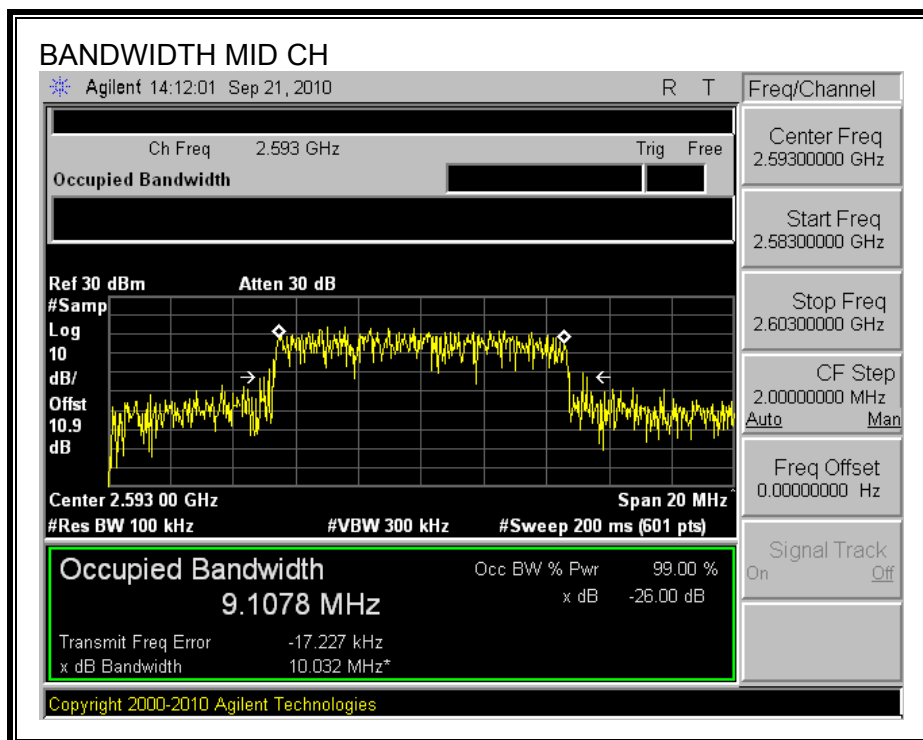 BANDWIDTH MID CH
Agilent 14:12:01 Sep 21, 2010 R T
Ch Freq 2.593 GHz Trig Free
Occupied Bandwidth
Ref 30 dBm Atten 30 dB
#Samp
Log
10
dB/
Offst
10.9
dB
Center 2.593 00 GHz Span 20 MHz^
#Res BW 100 kHz #VBW 300 kHz #Sweep 200 ms (601 pts)
Occupied Bandwidth
9.1078 MHz
Occ BW % Pwr 99.00 %
x dB -26.00 dB
Transmit Freq Error -17.227 kHz
x dB Bandwidth 10.032 MHz*
Copyright 2000-2010 Agilent Technologies
Freq/Channel
Center Freq
2.59300000 GHz
Start Freq
2.58300000 GHz
Stop Freq
2.60300000 GHz
CF Step
2.00000000 MHz
Auto Man
Freq Offset
0.00000000 Hz
Signal Track
On Off